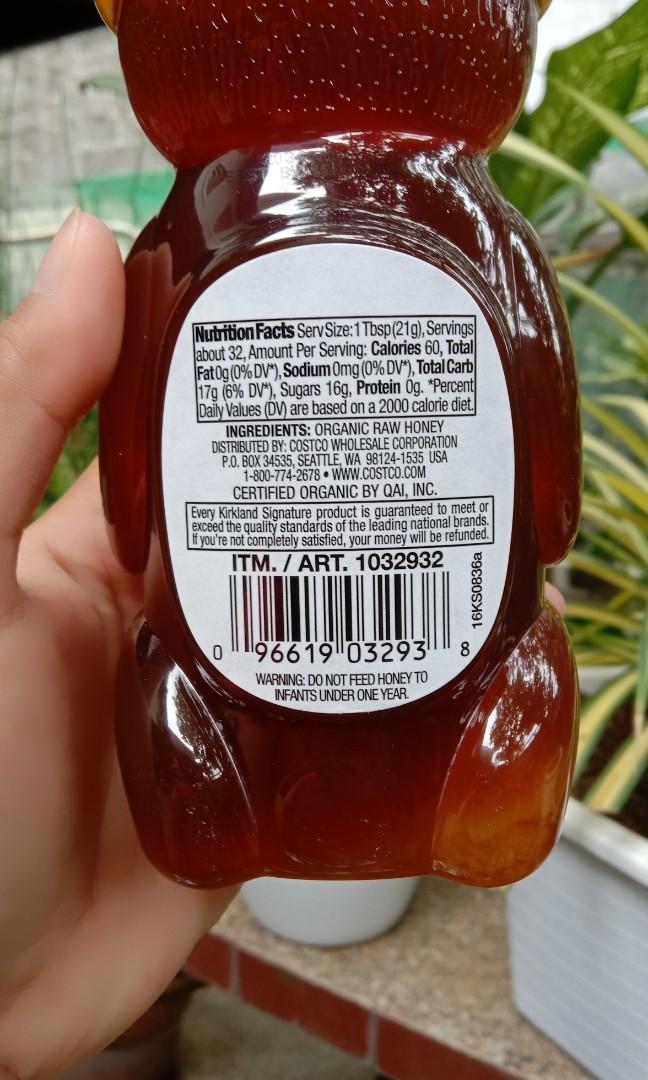 Nutrition Facts Serv Size: 1 Tbsp (21g), Servings
about 32, Amount Per Serving: Calories 60, Total
Fat 0g (0% DV*), Sodium 0mg (0% DV*), Total Carb
17g (6% DV*), Sugars 16g, Protein 0g. *Percent
Daily Values (DV) are based on a 2000 calorie diet.
INGREDIENTS: ORGANIC RAW HONEY
DISTRIBUTED BY: COSTCO WHOLESALE CORPORATION
P.O. BOX 34535, SEATTLE, WA 98124-1535 USA
1-800-774-2678 • WWW.COSTCO.COM
CERTIFIED ORGANIC BY QAI, INC.
Every Kirkland Signature product is guaranteed to meet or
exceed the quality standards of the leading national brands.
If you're not completely satisfied, your money will be refunded.
ITM. / ART. 1032932
16KS0836a
0 96619 03293 8
WARNING: DO NOT FEED HONEY TO
INFANTS UNDER ONE YEAR.